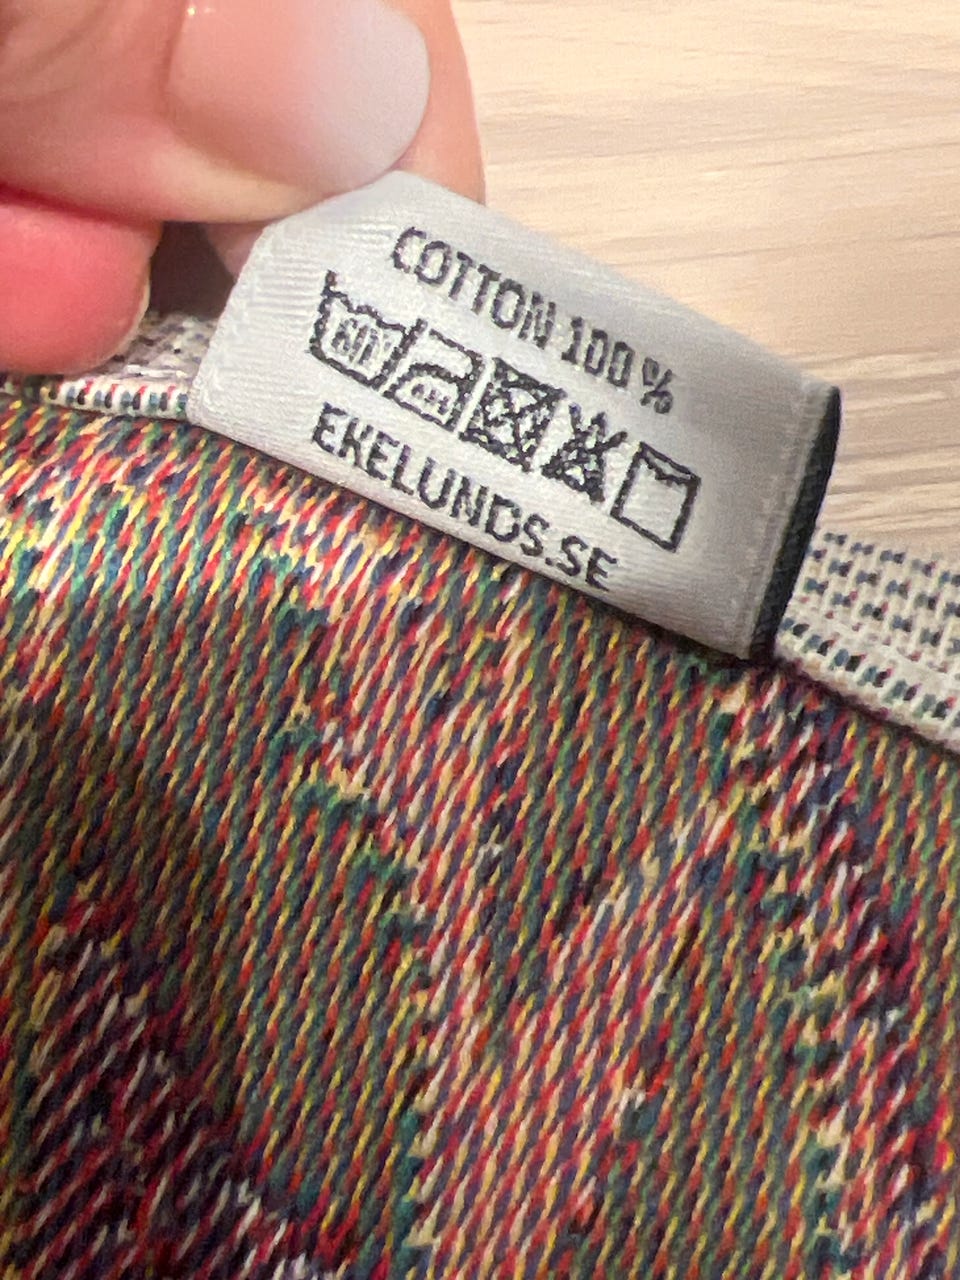 COTTON 100 %
EKELUNDS.SE